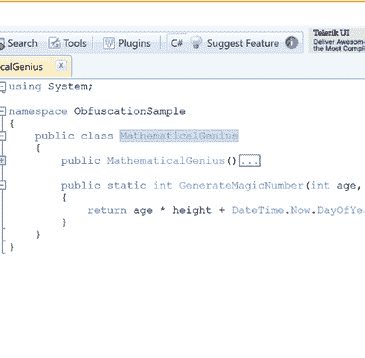 Search Tools Plugins C# Suggest Feature
Telerik UI
Deliver Awesome
the Most Compl
calGenius x
using System;
namespace ObfuscationSample
{
public class MathematicalGenius
{
public MathematicalGenius()...
public static int GenerateMagicNumber(int age,
{
return age * height + DateTime.Now.DayOfYe
}
}
}